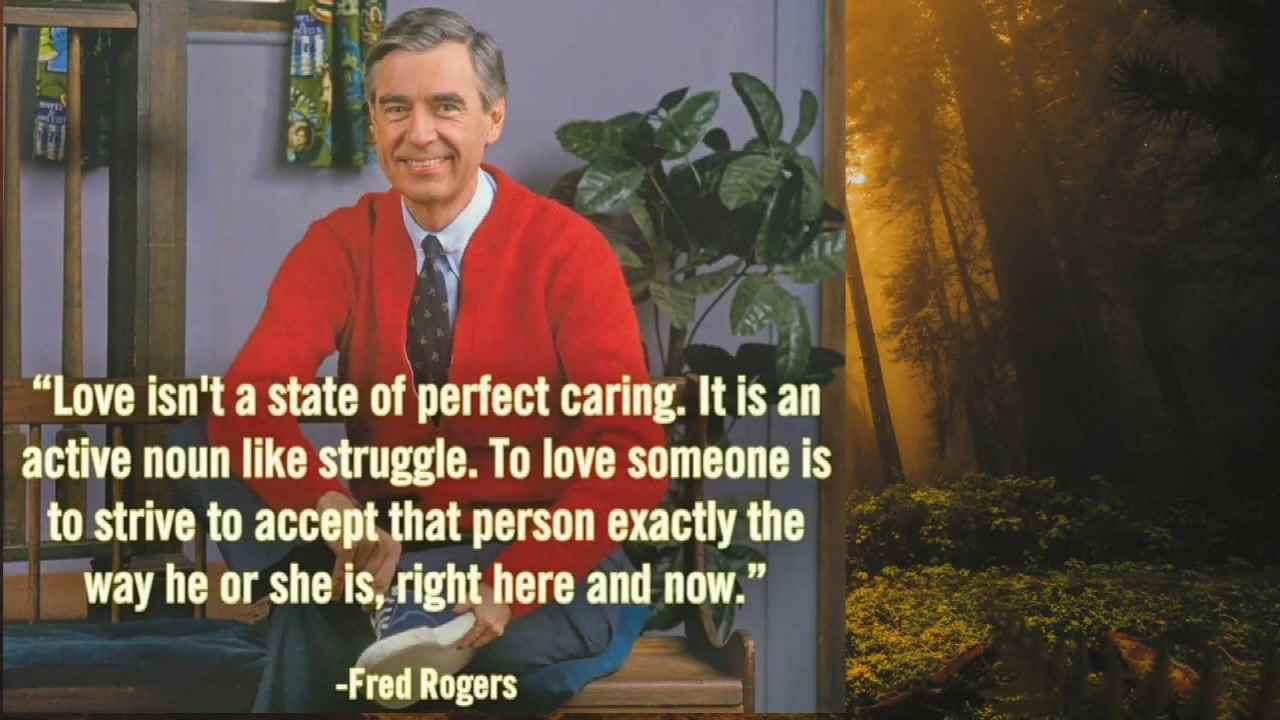 “Love isn't a state of perfect caring. It is an
active noun like struggle. To love someone is
to strive to accept that person exactly the
way he or she is, right here and now.”
-Fred Rogers